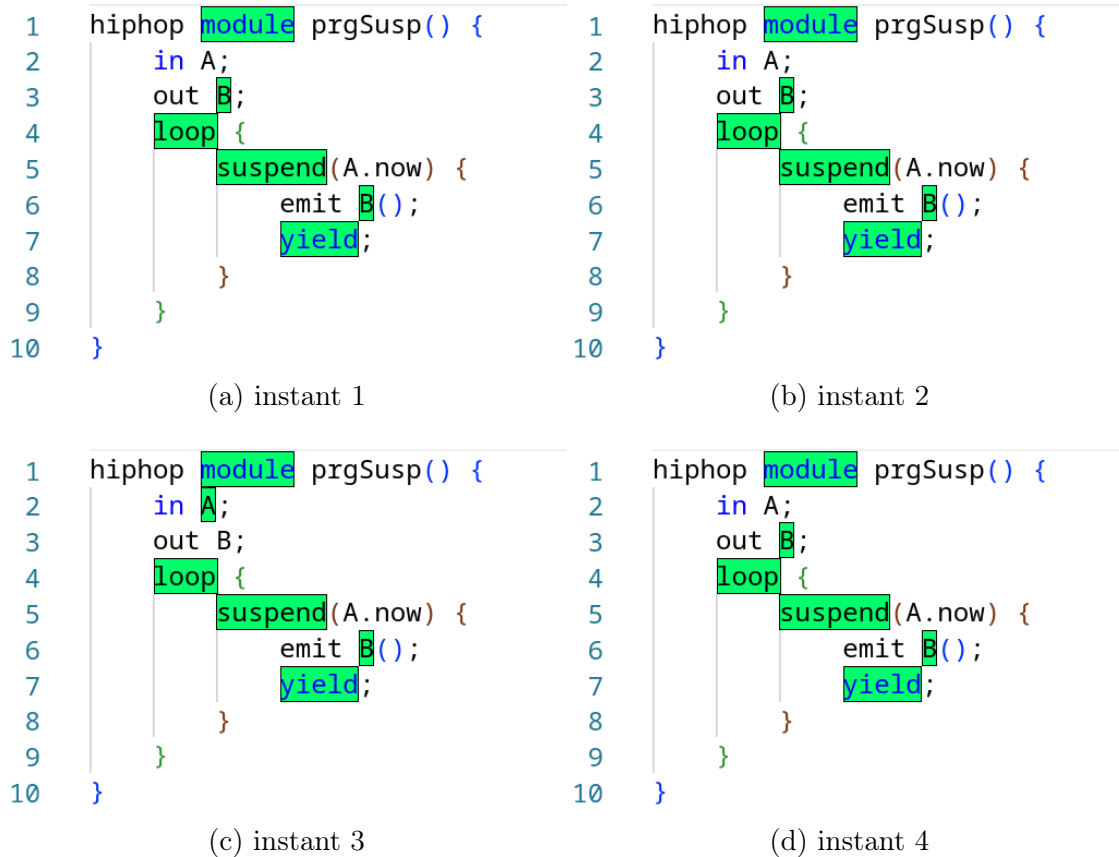 1 hiphop module prgSusp() {
2 in A;
3 out B;
4 loop {
5 suspend(A.now) {
6 emit B();
7 yield;
8 }
9 }
10 }
(a) instant 1
1 hiphop module prgSusp() {
2 in A;
3 out B;
4 loop {
5 suspend(A.now) {
6 emit B();
7 yield;
8 }
9 }
10 }
(b) instant 2
1 hiphop module prgSusp() {
2 in A;
3 out B;
4 loop {
5 suspend(A.now) {
6 emit B();
7 yield;
8 }
9 }
10 }
(c) instant 3
1 hiphop module prgSusp() {
2 in A;
3 out B;
4 loop {
5 suspend(A.now) {
6 emit B();
7 yield;
8 }
9 }
10 }
(d) instant 4